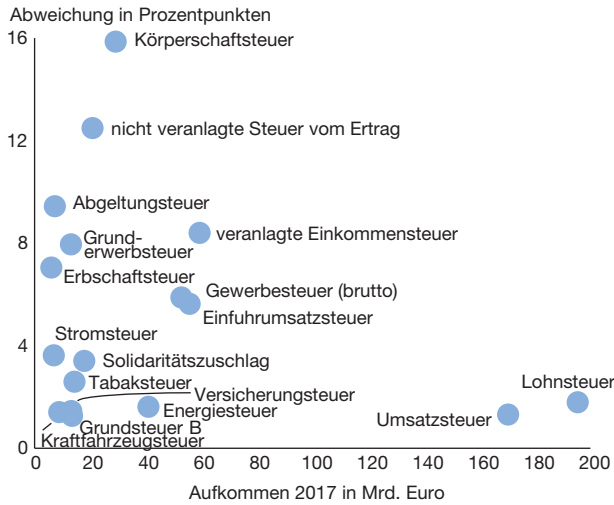 Abweichung in Prozentpunkten
16
Körperschaftsteuer
12
nicht veranlagte Steuer vom Ertrag
Abgeltungsteuer
8
Grund-
erwerbsteuer
veranlagte Einkommensteuer
Erbschaftsteuer
Gewerbesteuer (brutto)
Einfuhrumsatzsteuer
4
Stromsteuer
Solidaritätszuschlag
Tabaksteuer
Versicherungsteuer
Lohnsteuer
Energiesteuer
Umsatzsteuer
Grundsteuer B
Kraftfahrzeugsteuer
0
0 20 40 60 80 100 120 140 160 180 200
Aufkommen 2017 in Mrd. Euro